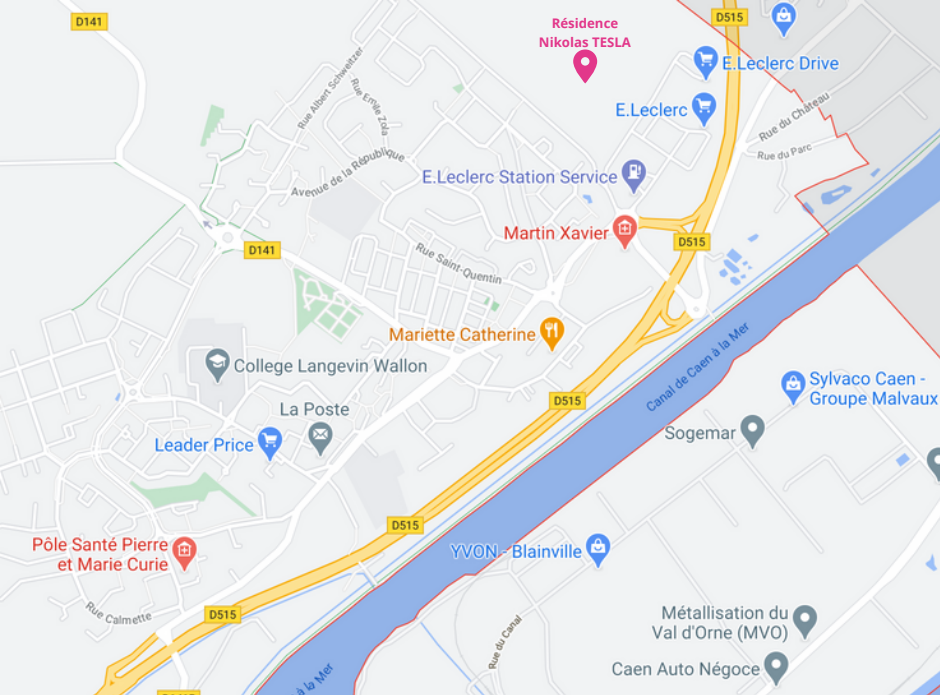 D141
D515
Résidence
Nikolas TESLA
E.Leclerc Drive
E.Leclerc
Rue du Château
Rue du Parc
Rue Albert Schweitzer
Rue Emile Zola
Avenue de la République
E.Leclerc Station Service
Martin Xavier
D515
D141
Rue Saint-Quentin
Mariette Catherine
College Langevin Wallon
Canal de Caen à la Mer
Sylvaco Caen -
Groupe Malvaux
D515
La Poste
Leader Price
Sogemar
D515
Pôle Santé Pierre
et Marie Curie
YVON - Blainville
Rue Calmette
D515
Rue du Canal
Métallisation du
Val d'Orne (MVO)
Caen Auto Négoce
à la Mer